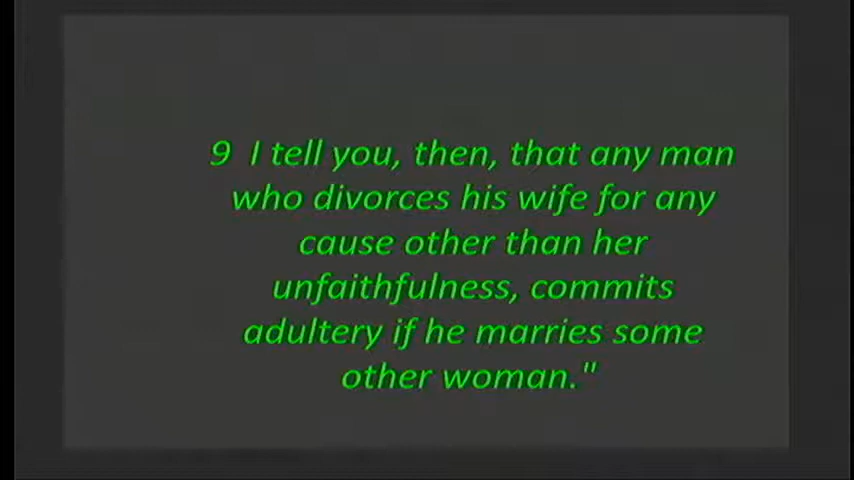 9 I tell you, then, that any man
who divorces his wife for any
cause other than her
unfaithfulness, commits
adultery if he marries some
other woman."